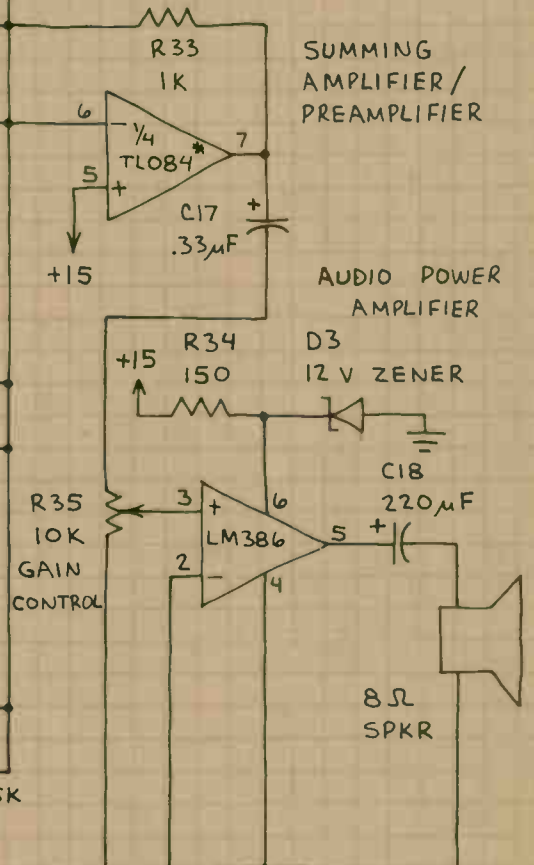 R33
1K
SUMMING
AMPLIFIER/
PREAMPLIFIER
6
−
1/4
TL084*
7
5
+
+15
C17
+
.33μF
AUDIO POWER
AMPLIFIER
+15
R34
150
D3
12 V ZENER
R35
10K
GAIN
CONTROL
3
+
6
LM386
2
−
4
5
C18
220μF
+
8Ω
SPKR